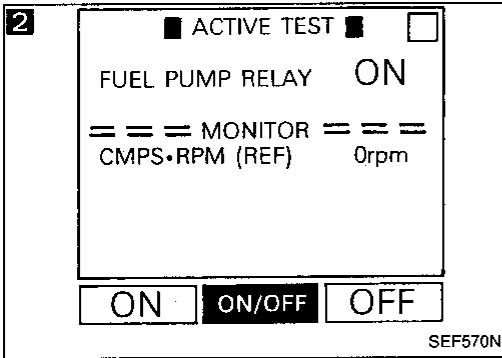 2
ACTIVE TEST
FUEL PUMP RELAY ON
= = = MONITOR = = =
CMPS•RPM (REF) 0rpm
ON ON/OFF OFF
SEF570N